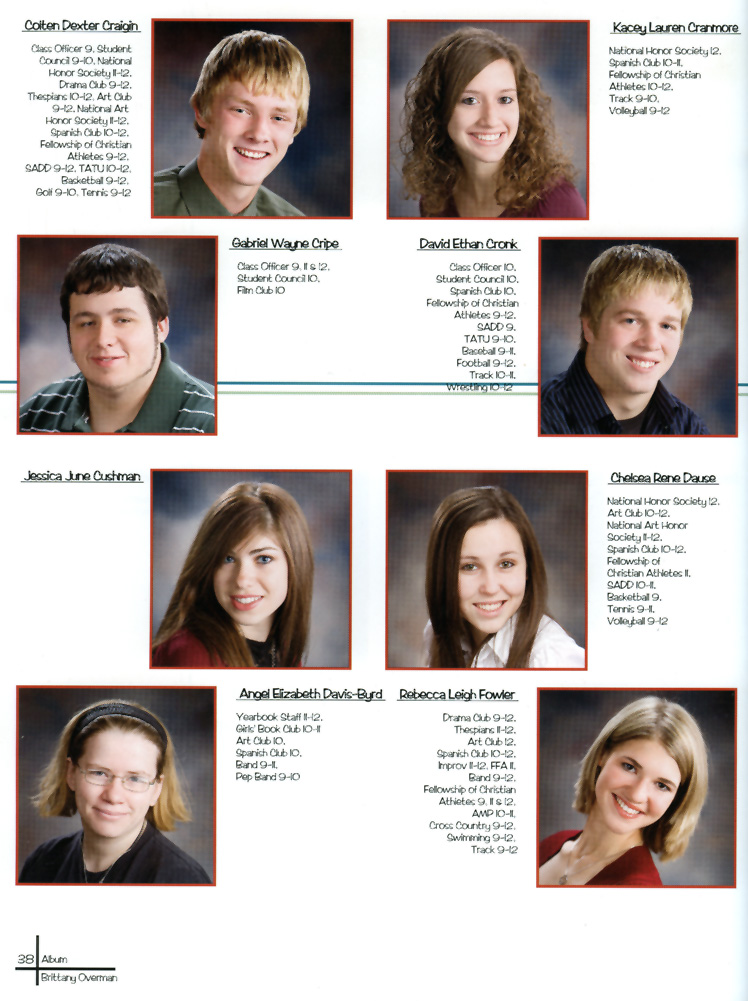 Colten Dexter Craigin
Class Officer 9, Student
Council 9-10, National
Honor Society 11-12,
Drama Club 9-12,
Thespians 10-12, Art Club
9-12, National Art
Honor Society 11-12,
Spanish Club 10-12,
Fellowship of Christian
Athletes 9-12,
SADD 9-12, TATU 10-12,
Basketball 9-12,
Golf 9-10, Tennis 9-12
Kacey Lauren Cranmore
National Honor Society 12,
Spanish Club 10-11,
Fellowship of Christian
Athletes 10-12,
Track 9-10,
Volleyball 9-12
Gabriel Wayne Cripe
Class Officer 9, 11 & 12,
Student Council 10,
Film Club 10
David Ethan Cronk
Class Officer 10,
Student Council 10,
Spanish Club 10,
Fellowship of Christian
Athletes 9-12,
SADD 9,
TATU 9-10,
Baseball 9-11,
Football 9-12,
Track 10-11,
Wrestling 10-12
Jessica June Cushman
Chelsea Rene Dause
National Honor Society 12,
Art Club 10-12,
National Art Honor
Society 11-12,
Spanish Club 10-12,
Fellowship of
Christian Athletes 11,
SADD 10-11,
Basketball 9,
Tennis 9-11,
Volleyball 9-12
Angel Elizabeth Davis-Byrd
Yearbook Staff 11-12,
Girls' Book Club 10-11
Art Club 10,
Spanish Club 10,
Band 9-11,
Pep Band 9-10
Rebecca Leigh Fowler
Drama Club 9-12,
Thespians 11-12,
Art Club 12,
Spanish Club 10-12,
Improv 11-12, FFA 11,
Band 9-12,
Fellowship of Christian
Athletes 9, 11 & 12,
AMP 10-11,
Cross Country 9-12,
Swimming 9-12,
Track 9-12
38 Album
Brittany Overman